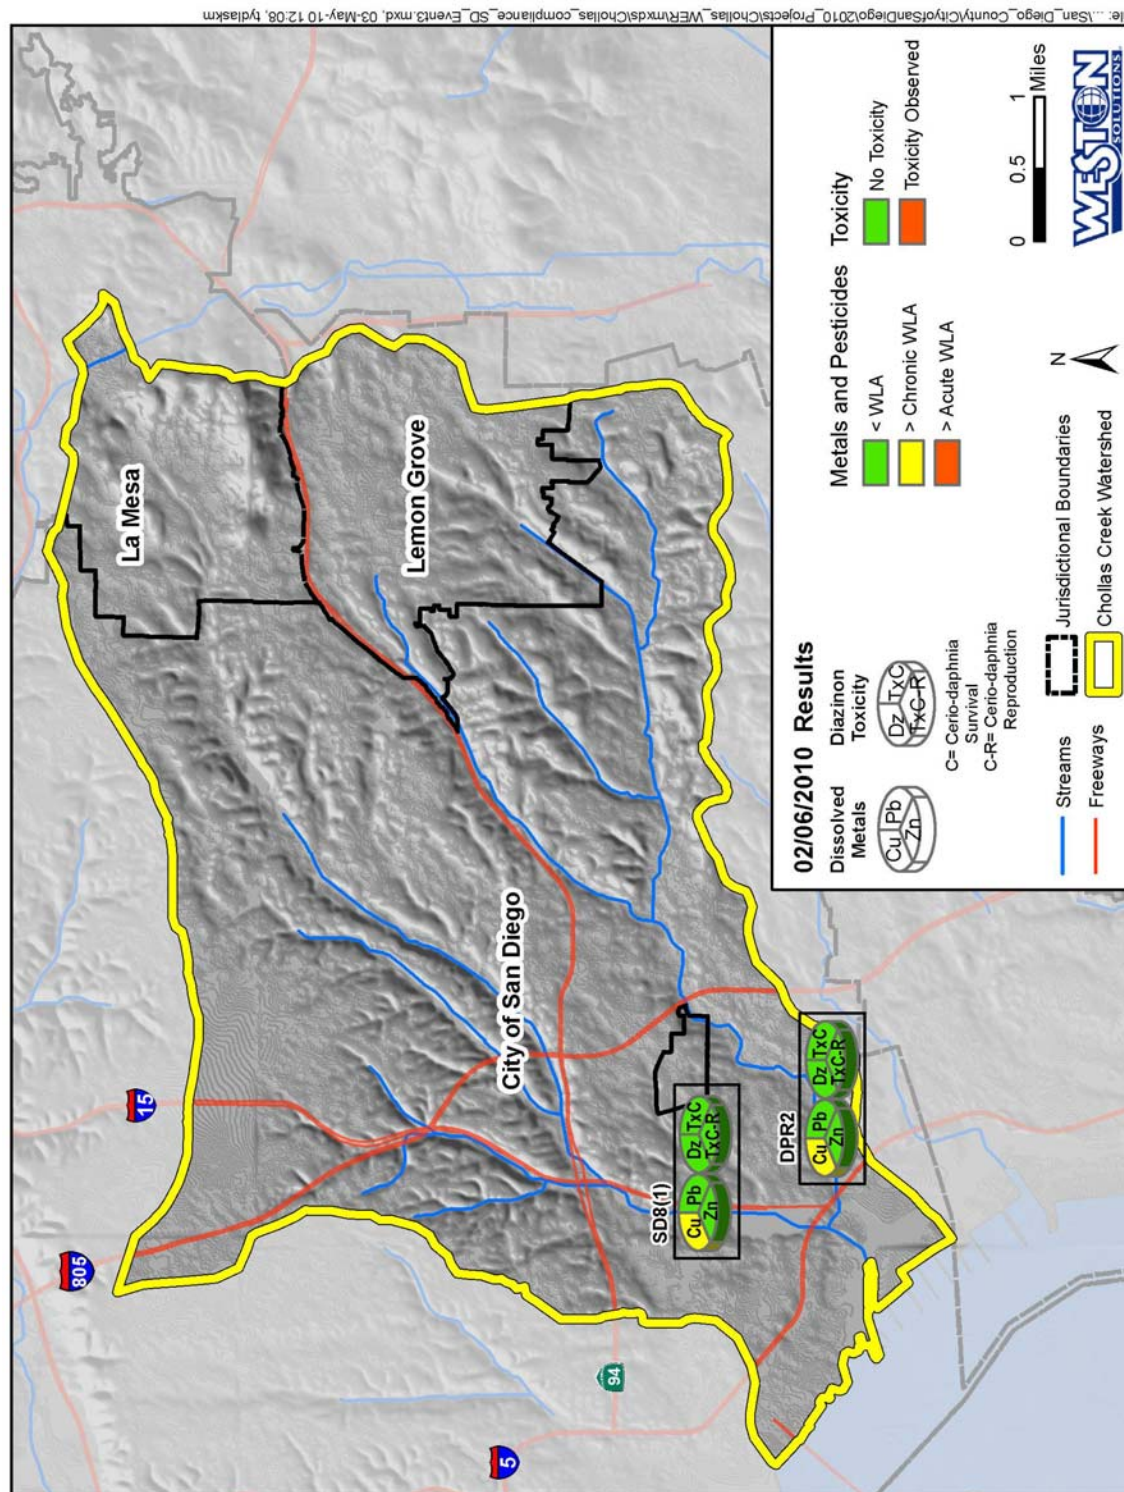 le: ...\San_Diego_County\CityofSanDiego\2010_Project\Projects\Chollas_WER\mxds\Chollas_compliance_SD_Event3.mxd, 03-May-10 12:08, tydlaskm
805
15
5
94
La Mesa
Lemon Grove
City of San Diego
SD8(1)
Cu Pb
Zn
Dz TxC
TxC-R
DPR2
Cu Pb
Zn
Dz TxC
TxC-R
02/06/2010 Results
Dissolved
Metals
Cu Pb
Zn
Diazinon
Toxicity
Dz TxC
TxC-R
C= Cerio-daphnia
Survival
C-R= Cerio-daphnia
Reproduction
Metals and Pesticides
< WLA
> Chronic WLA
> Acute WLA
Toxicity
No Toxicity
Toxicity Observed
Streams
Freeways
Jurisdictional Boundaries
Chollas Creek Watershed
N
0 0.5 1
Miles
WESTON
SOLUTIONS